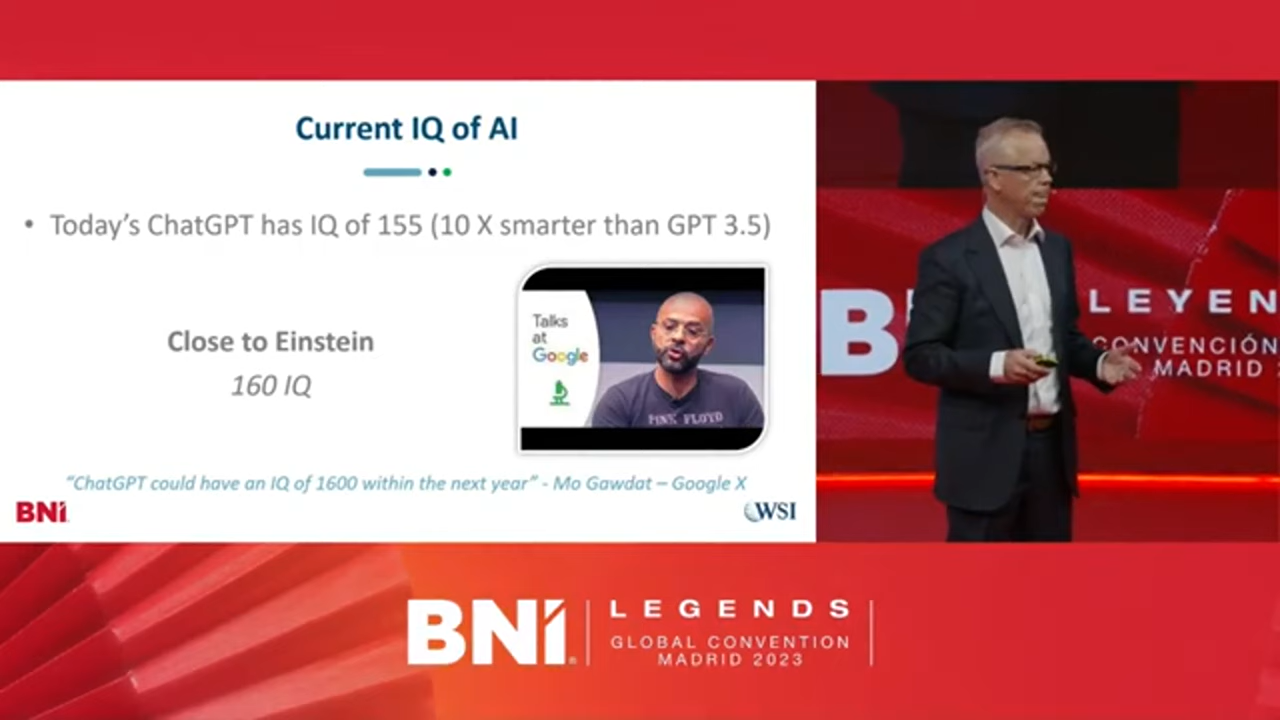 Current IQ of AI
• Today's ChatGPT has IQ of 155 (10 X smarter than GPT 3.5)
Close to Einstein
160 IQ
Talks
at
Google
PINK FLOYD
"ChatGPT could have an IQ of 1600 within the next year" - Mo Gawdat – Google X
BNI
WSI
B
LEYEN
CONVENCIÓN
MADRID 2
BNI®
LEGENDS
GLOBAL CONVENTION
MADRID 2023